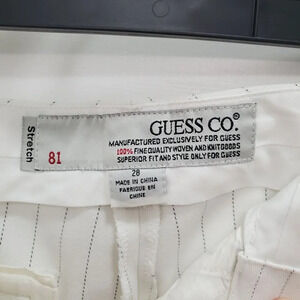 Stretch
81
GUESS CO.®
MANUFACTURED EXCLUSIVELY FOR GUESS
100% FINE QUALITY WOVEN AND KNIT GOODS
SUPERIOR FIT AND STYLE ONLY FOR GUESS
28
MADE IN CHINA
FABRIQUE EN
CHINE